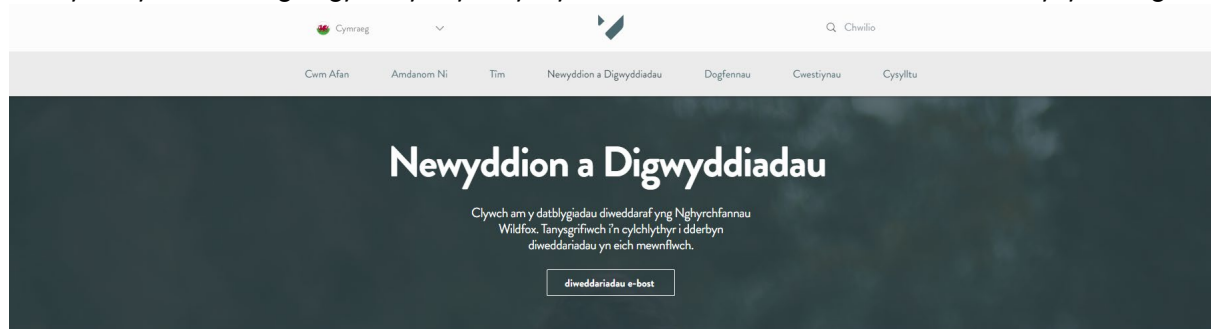 Cymraeg
Chwilio
Cwm Afan Amdanom Ni Tim Newyddion a Digwyddiadau Dogfennau Cwestiynau Cysylltu
Newyddion a Digwyddiadau
Clywch am y datblygiadau diweddaraf yng Nghyrchfannau
Wildfox. Tanysgrifiwch i'n cylchlythyr i dderbyn
diweddariadau yn eich mewnflwch.
diweddariadau e-bost